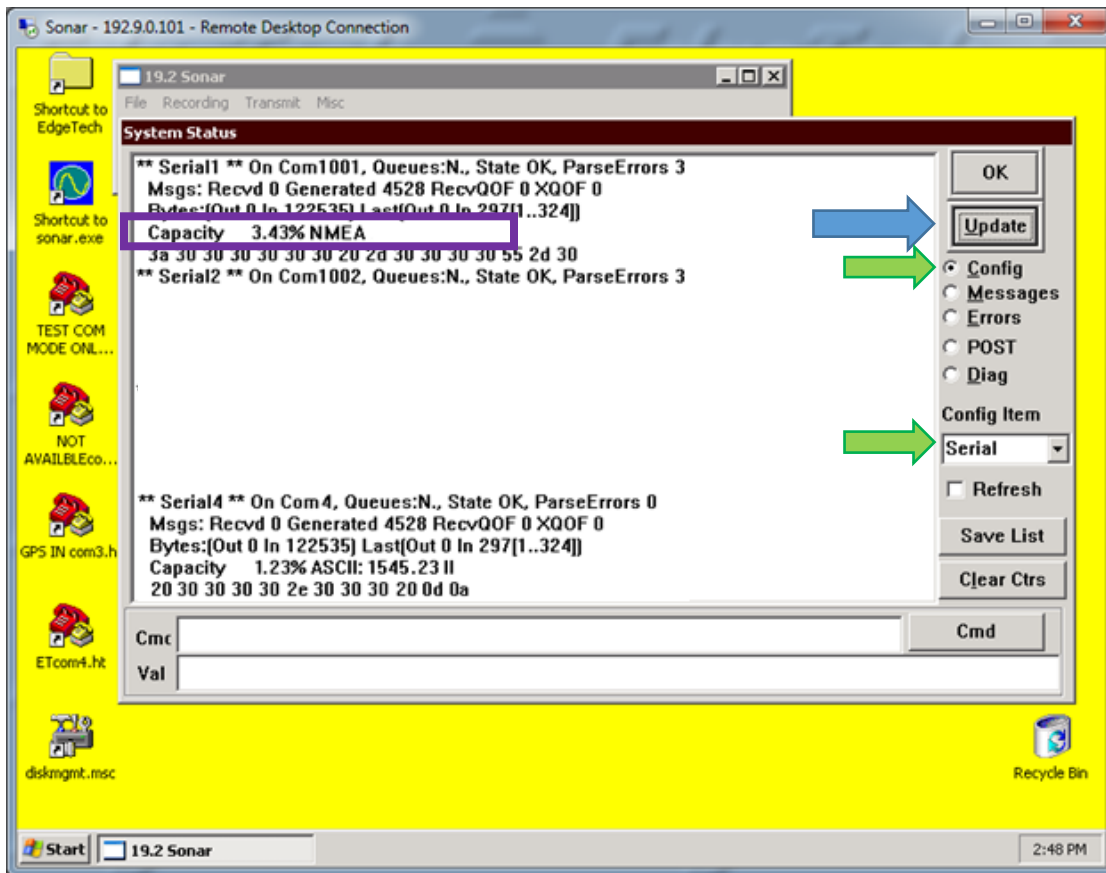 Sonar - 192.9.0.101 - Remote Desktop Connection
Shortcut to
EdgeTech
Shortcut to
sonar.exe
TEST COM
MODE ONL...
NOT
AVAILBLEco...
GPS IN com3.h
ETcom4.ht
diskmgmt.msc
19.2 Sonar
File Recording Transmit Misc
System Status
** Serial1 ** On Com1001, Queues:N., State OK, ParseErrors 3
Msgs: Recvd 0 Generated 4528 RecvQOF 0 XQOF 0
Bytes:(Out 0 In 122535) Last(Out 0 In 297[1..324])
Capacity 3.43% NMEA
3a 30 30 30 30 30 30 20 2d 30 30 30 30 55 2d 30
** Serial2 ** On Com1002, Queues:N., State OK, ParseErrors 3
** Serial4 ** On Com4, Queues:N., State OK, ParseErrors 0
Msgs: Recvd 0 Generated 4528 RecvQOF 0 XQOF 0
Bytes:(Out 0 In 122535) Last(Out 0 In 297[1..324])
Capacity 1.23% ASCII: 1545.23 II
20 30 30 30 30 2e 30 30 30 20 0d 0a
OK
Update
Config
Messages
Errors
POST
Diag
Config Item
Serial
Refresh
Save List
Clear Ctrs
Cmd
Val
Recycle Bin
Start
19.2 Sonar
2:48 PM